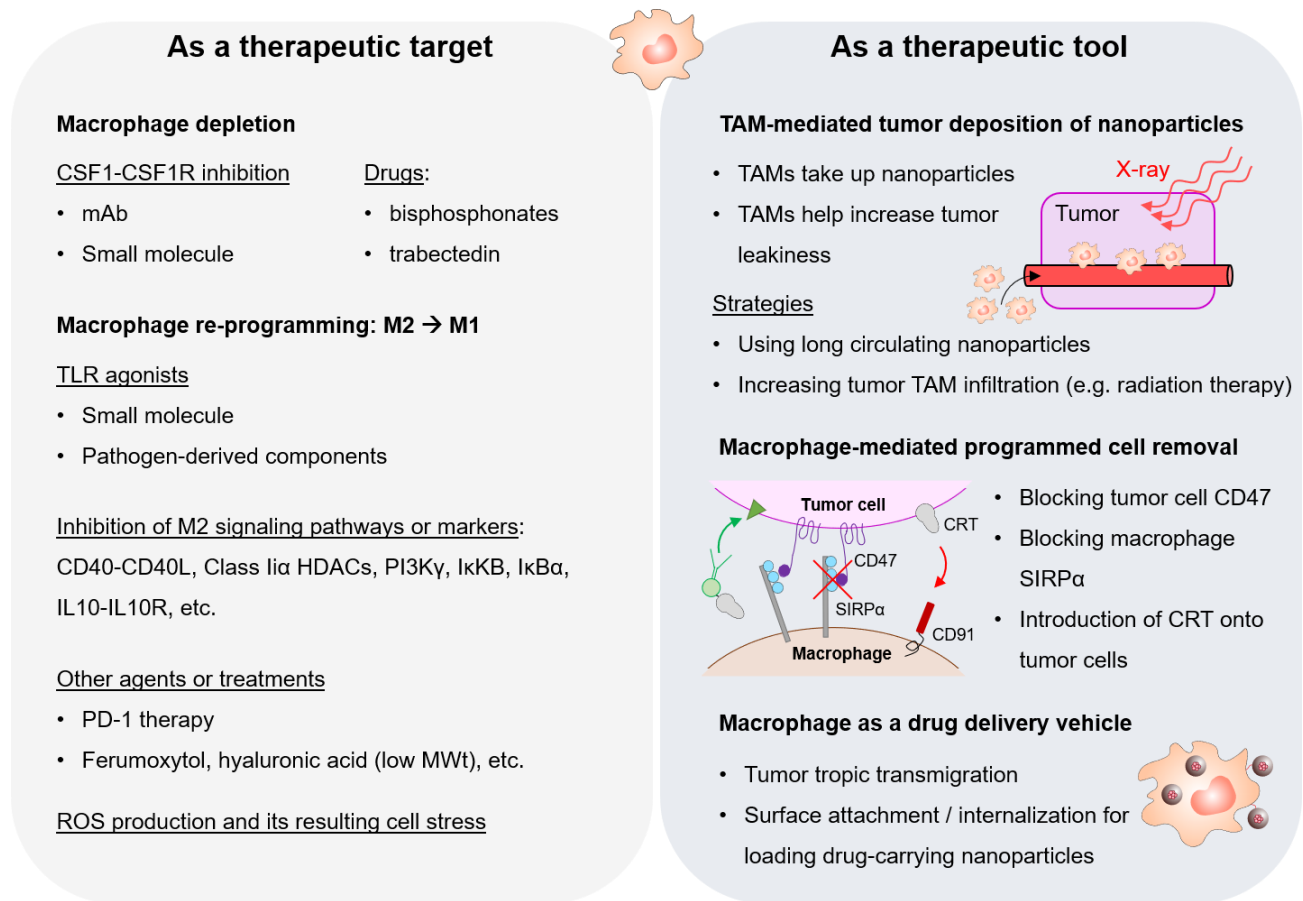 As a therapeutic target
Macrophage depletion
CSF1-CSF1R inhibition
• mAb
• Small molecule
Drugs:
• bisphosphonates
• trabectedin
Macrophage re-programming: M2 → M1
TLR agonists
• Small molecule
• Pathogen-derived components
Inhibition of M2 signaling pathways or markers:
CD40-CD40L, Class Iiα HDACs, PI3Kγ, IκKB, IκBα,
IL10-IL10R, etc.
Other agents or treatments
• PD-1 therapy
• Ferumoxytol, hyaluronic acid (low MWt), etc.
ROS production and its resulting cell stress
As a therapeutic tool
TAM-mediated tumor deposition of nanoparticles
• TAMs take up nanoparticles
• TAMs help increase tumor
leakiness
X-ray
Tumor
Strategies
• Using long circulating nanoparticles
• Increasing tumor TAM infiltration (e.g. radiation therapy)
Macrophage-mediated programmed cell removal
Tumor cell
CRT
CD47
SIRPα
CD91
Macrophage
• Blocking tumor cell CD47
• Blocking macrophage
SIRPα
• Introduction of CRT onto
tumor cells
Macrophage as a drug delivery vehicle
• Tumor tropic transmigration
• Surface attachment / internalization for
loading drug-carrying nanoparticles